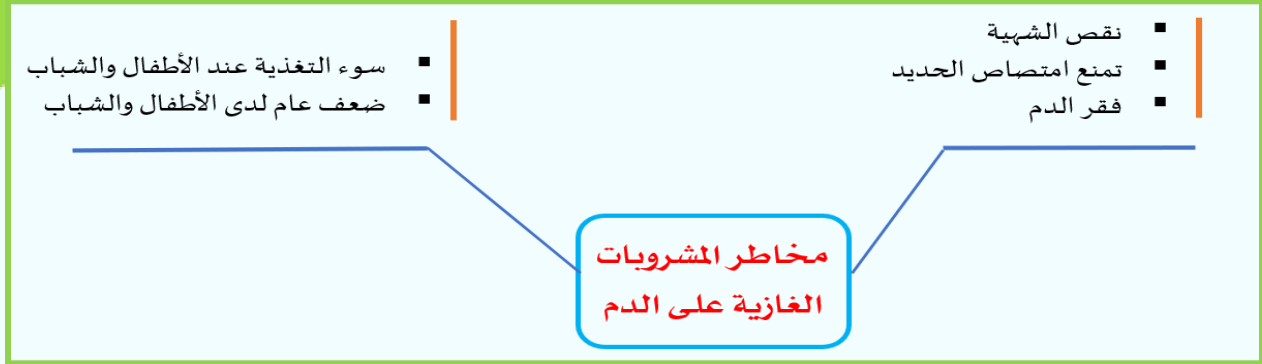 ▪ نقص الشهية
▪ تمنع امتصاص الحديد
▪ فقر الدم
▪ سوء التغذية عند الأطفال والشباب
▪ ضعف عام لدى الأطفال والشباب
مخاطر المشروبات
الغازية على الدم